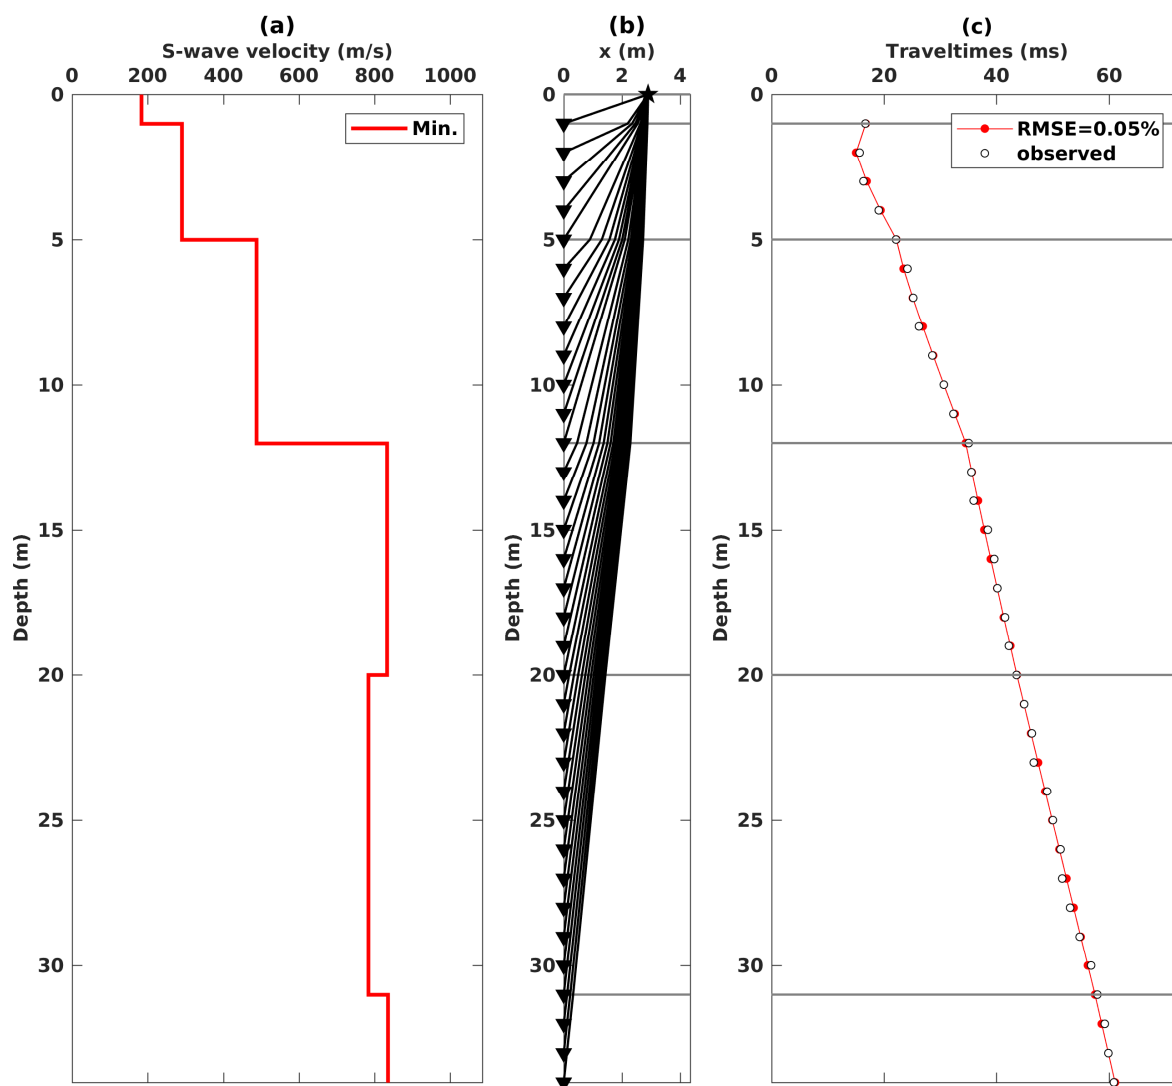 (a)
S-wave velocity (m/s)
0 200 400 600 800 1000
0
5
10
15
20
25
30
Depth (m)
Min.
(b)
x (m)
0 2 4
0
5
10
15
20
25
30
Depth (m)
(c)
Traveltimes (ms)
0 20 40 60
0
5
10
15
20
25
30
Depth (m)
RMSE=0.05%
observed